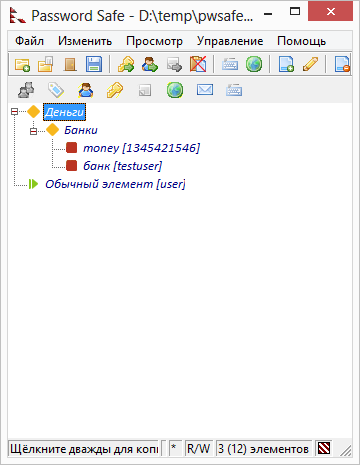 Password Safe - D:\temp\pwsafe...
Файл Изменить Просмотр Управление Помощь
Деньги
Банки
money [1345421546]
банк [testuser]
Обычный элемент [user]
Щёлкните дважды для копи * R/W 3 (12) элементов